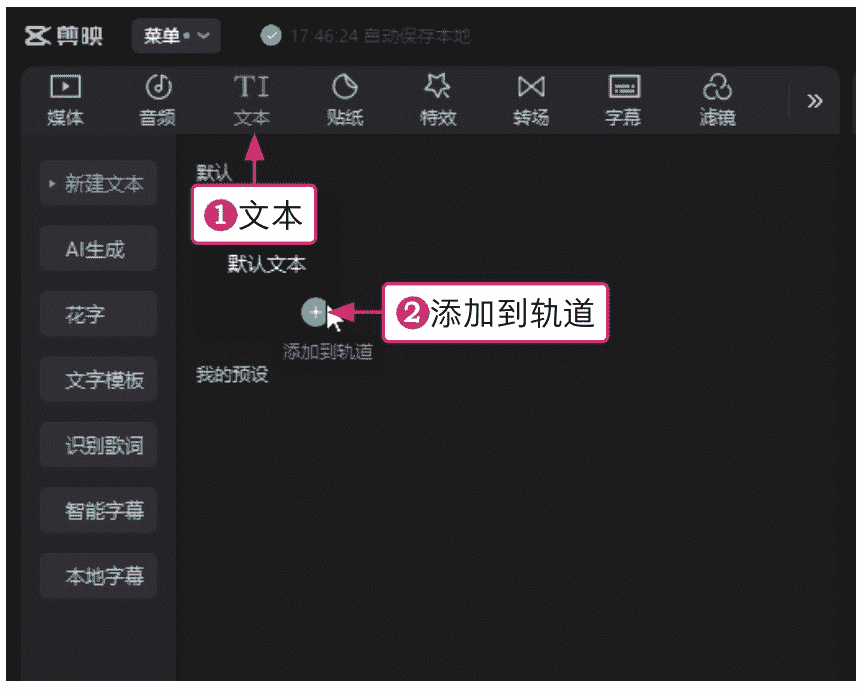 剪映 菜单 17:46:24 自动保存本地
媒体 音频 TI 文本 贴纸 特效 转场 字幕 滤镜 »
新建文本
默认
❶文本
AI生成
默认文本
花字
❷添加到轨道
添加到轨道
文字模板
我的预设
识别歌词
智能字幕
本地字幕